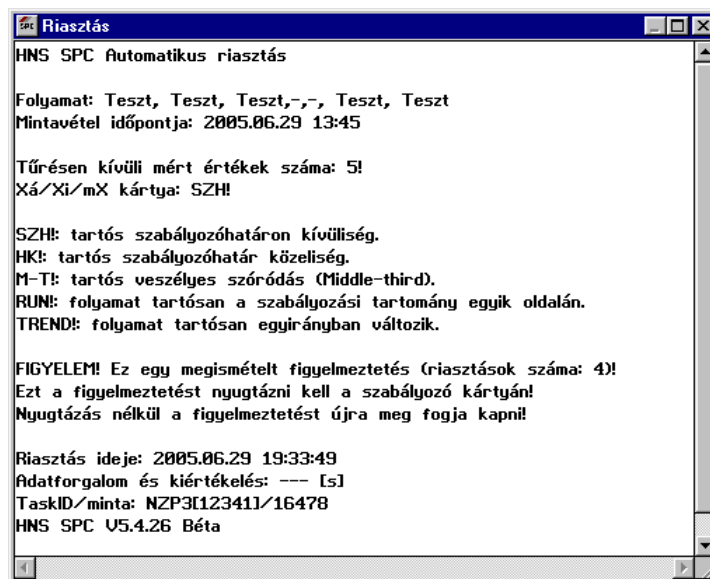 SPC Riasztás
HNS SPC Automatikus riasztás
Folyamat: Teszt, Teszt, Teszt,-,-, Teszt, Teszt
Mintavétel időpontja: 2005.06.29 13:45
Tűrésen kívüli mért értékek száma: 5!
Xá/Xi/mX kártya: SZH!
SZH!: tartós szabályozóhatáron kívüliség.
HK!: tartós szabályozóhatár közeliség.
M-T!: tartós veszélyes szóródás (Middle-third).
RUN!: folyamat tartósan a szabályozási tartomány egyik oldalán.
TREND!: folyamat tartósan egyirányban változik.
FIGYELEM! Ez egy megismételt figyelmeztetés (riasztások száma: 4)!
Ezt a figyelmeztetést nyugtázni kell a szabályozó kártyán!
Nyugtázás nélkül a figyelmeztetést újra meg fogja kapni!
Riasztás ideje: 2005.06.29 19:33:49
Adatforgalom és kiértékelés: --- [s]
TaskID/minta: NZP3[12341]/16478
HNS SPC V5.4.26 Béta